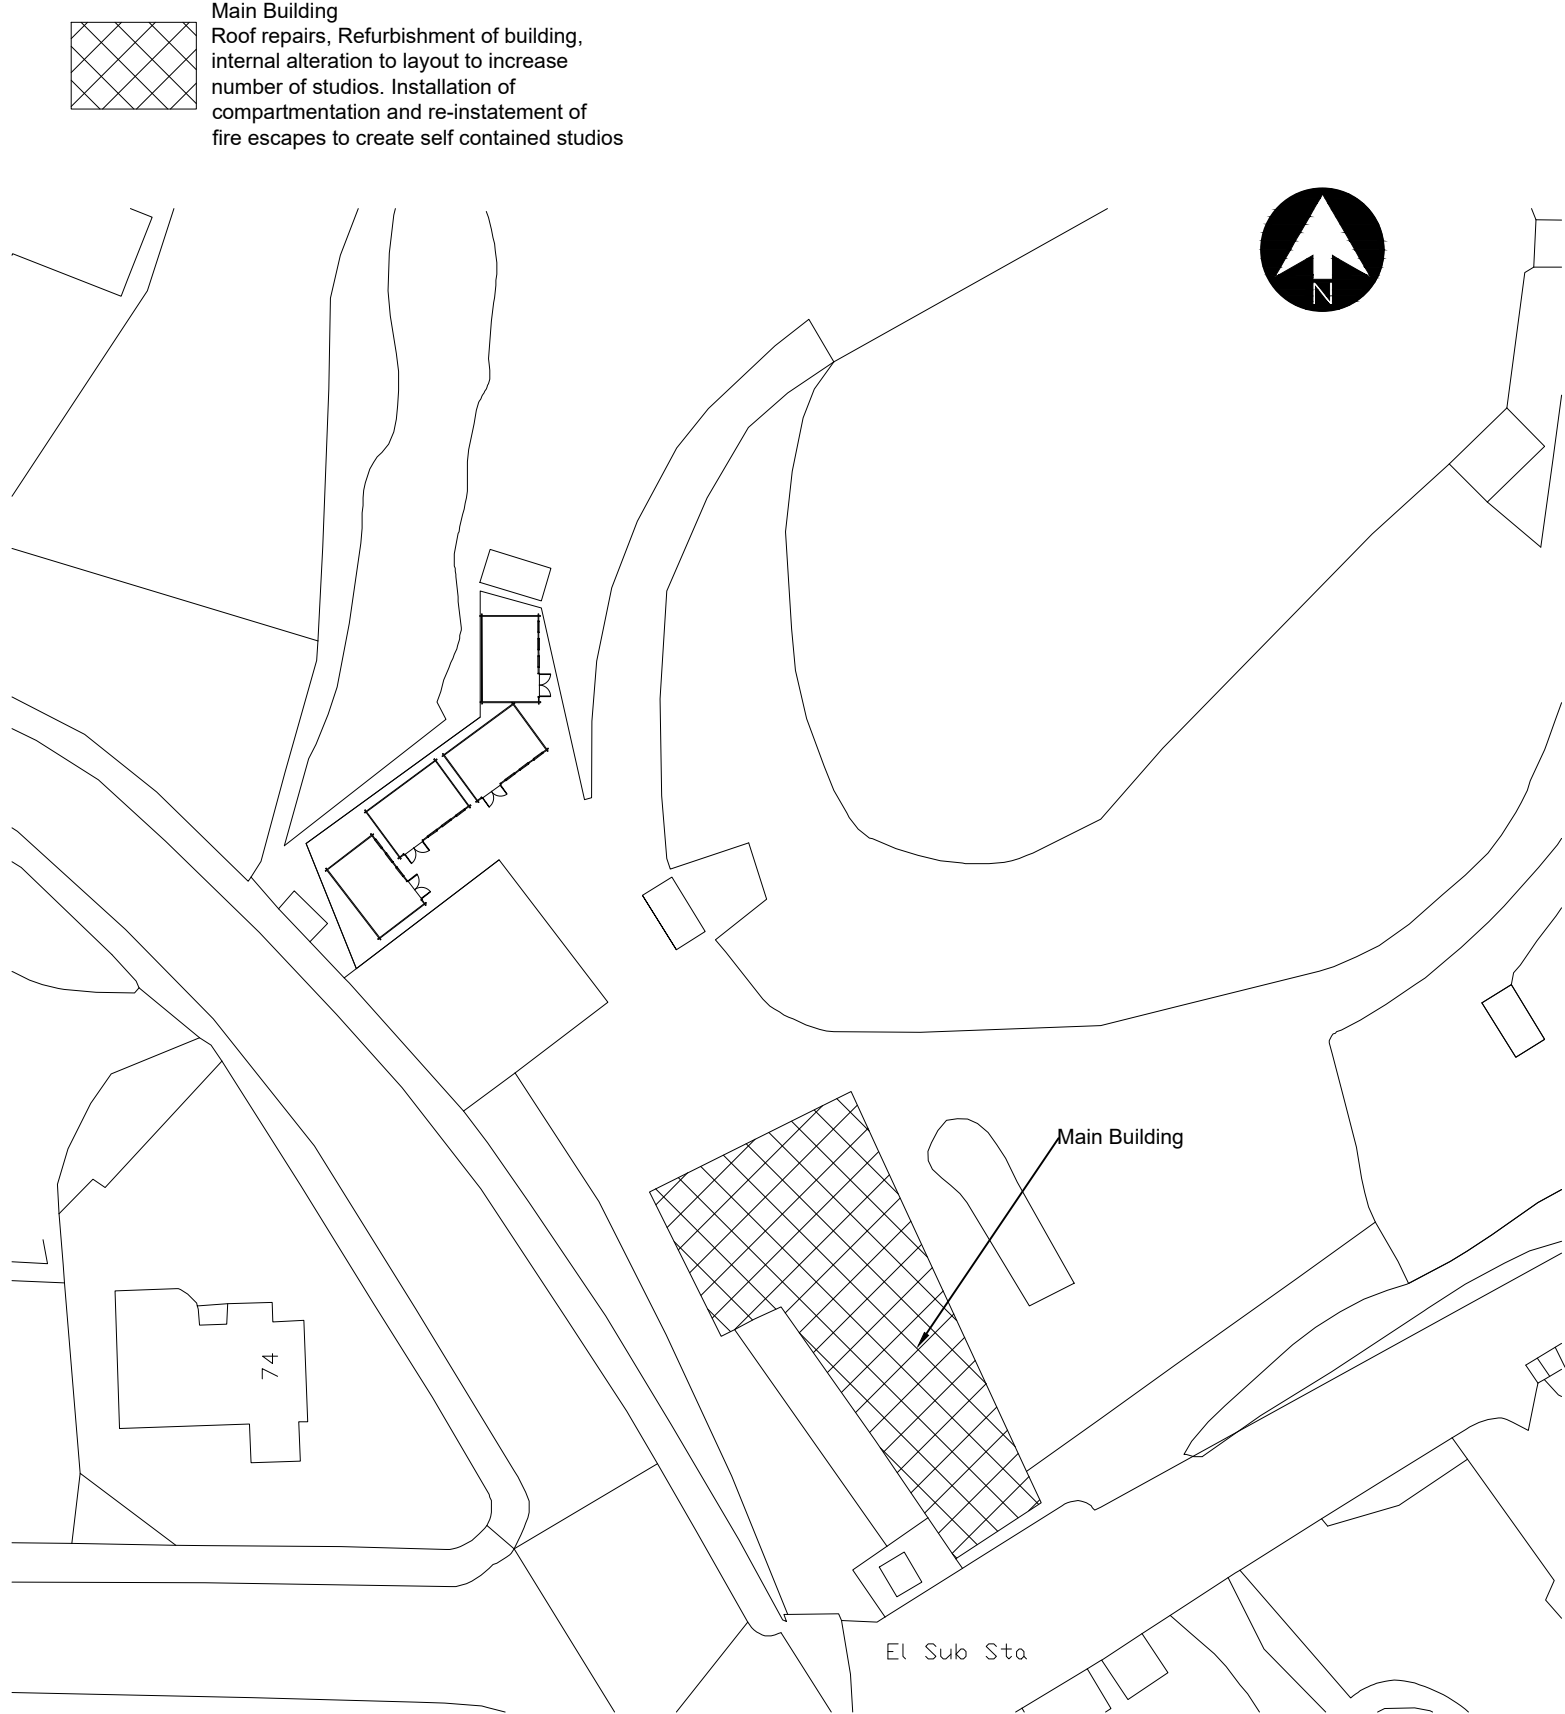 Main Building
Roof repairs, Refurbishment of building,
internal alteration to layout to increase
number of studios. Installation of
compartmentation and re-instatement of
fire escapes to create self contained studios
N
Main Building
74
El Sub Sta